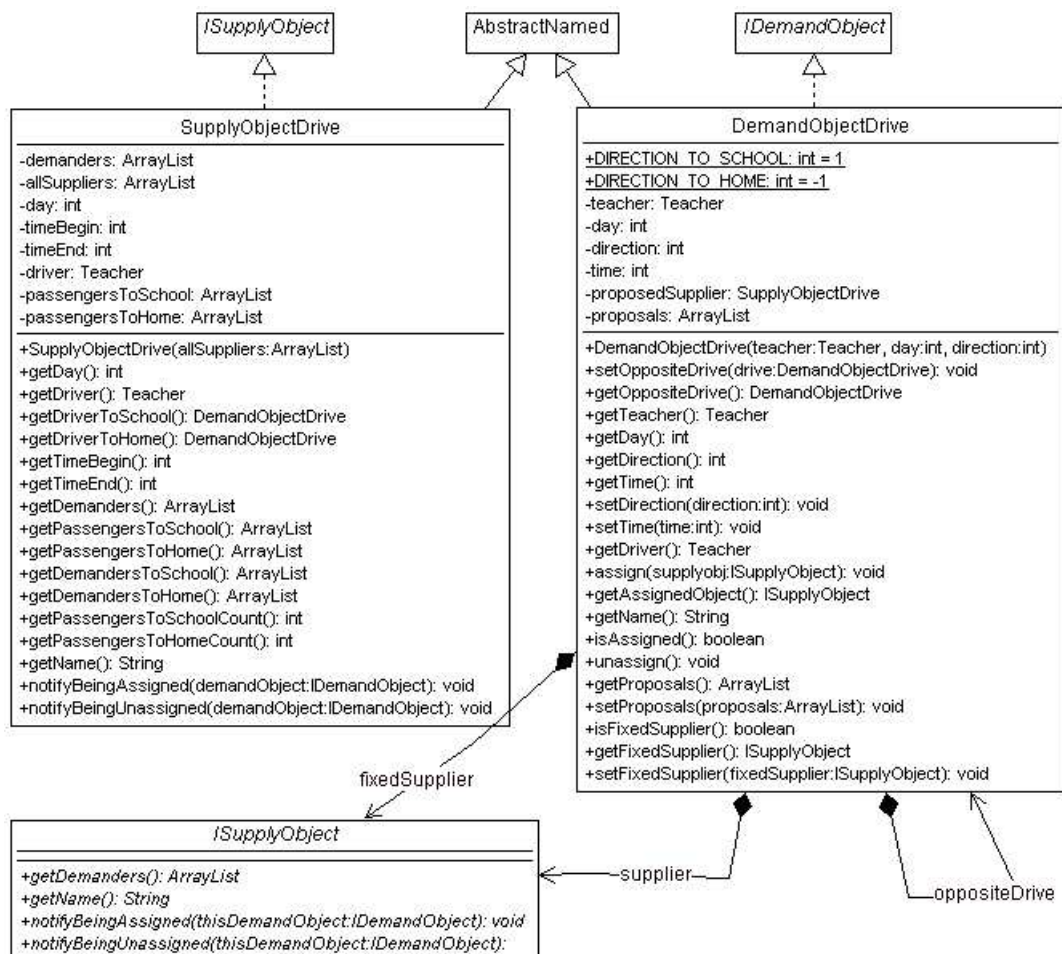 ISupplyObject
AbstractNamed
IDemandObject
SupplyObjectDrive
-demanders: ArrayList
-allSuppliers: ArrayList
-day: int
-timeBegin: int
-timeEnd: int
-driver: Teacher
-passengersToSchool: ArrayList
-passengersToHome: ArrayList
+SupplyObjectDrive(allSuppliers:ArrayList)
+getDay(): int
+getDriver(): Teacher
+getDriverToSchool(): DemandObjectDrive
+getDriverToHome(): DemandObjectDrive
+getTimeBegin(): int
+getTimeEnd(): int
+getDemanders(): ArrayList
+getPassengersToSchool(): ArrayList
+getPassengersToHome(): ArrayList
+getDemandersToSchool(): ArrayList
+getDemandersToHome(): ArrayList
+getPassengersToSchoolCount(): int
+getPassengersToHomeCount(): int
+getName(): String
+notifyBeingAssigned(demandObject:IDemandObject): void
+notifyBeingUnassigned(demandObject:IDemandObject): void
DemandObjectDrive
+DIRECTION_TO_SCHOOL: int = 1
+DIRECTION_TO_HOME: int = -1
-teacher: Teacher
-day: int
-direction: int
-time: int
-proposedSupplier: SupplyObjectDrive
-proposals: ArrayList
+DemandObjectDrive(teacher:Teacher, day:int, direction:int)
+setOppositeDrive(drive:DemandObjectDrive): void
+getOppositeDrive(): DemandObjectDrive
+getTeacher(): Teacher
+getDay(): int
+getDirection(): int
+getTime(): int
+setDirection(direction:int): void
+setTime(time:int): void
+getDriver(): Teacher
+assign(supplyobj:ISupplyObject): void
+getAssignedObject(): ISupplyObject
+getName(): String
+isAssigned(): boolean
+unassign(): void
+getProposals(): ArrayList
+setProposals(proposals:ArrayList): void
+isFixedSupplier(): boolean
+getFixedSupplier(): ISupplyObject
+setFixedSupplier(fixedSupplier:ISupplyObject): void
fixedSupplier
ISupplyObject
+getDemanders(): ArrayList
+getName(): String
+notifyBeingAssigned(thisDemandObject:IDemandObject): void
+notifyBeingUnassigned(thisDemandObject:IDemandObject):
supplier
oppositeDrive